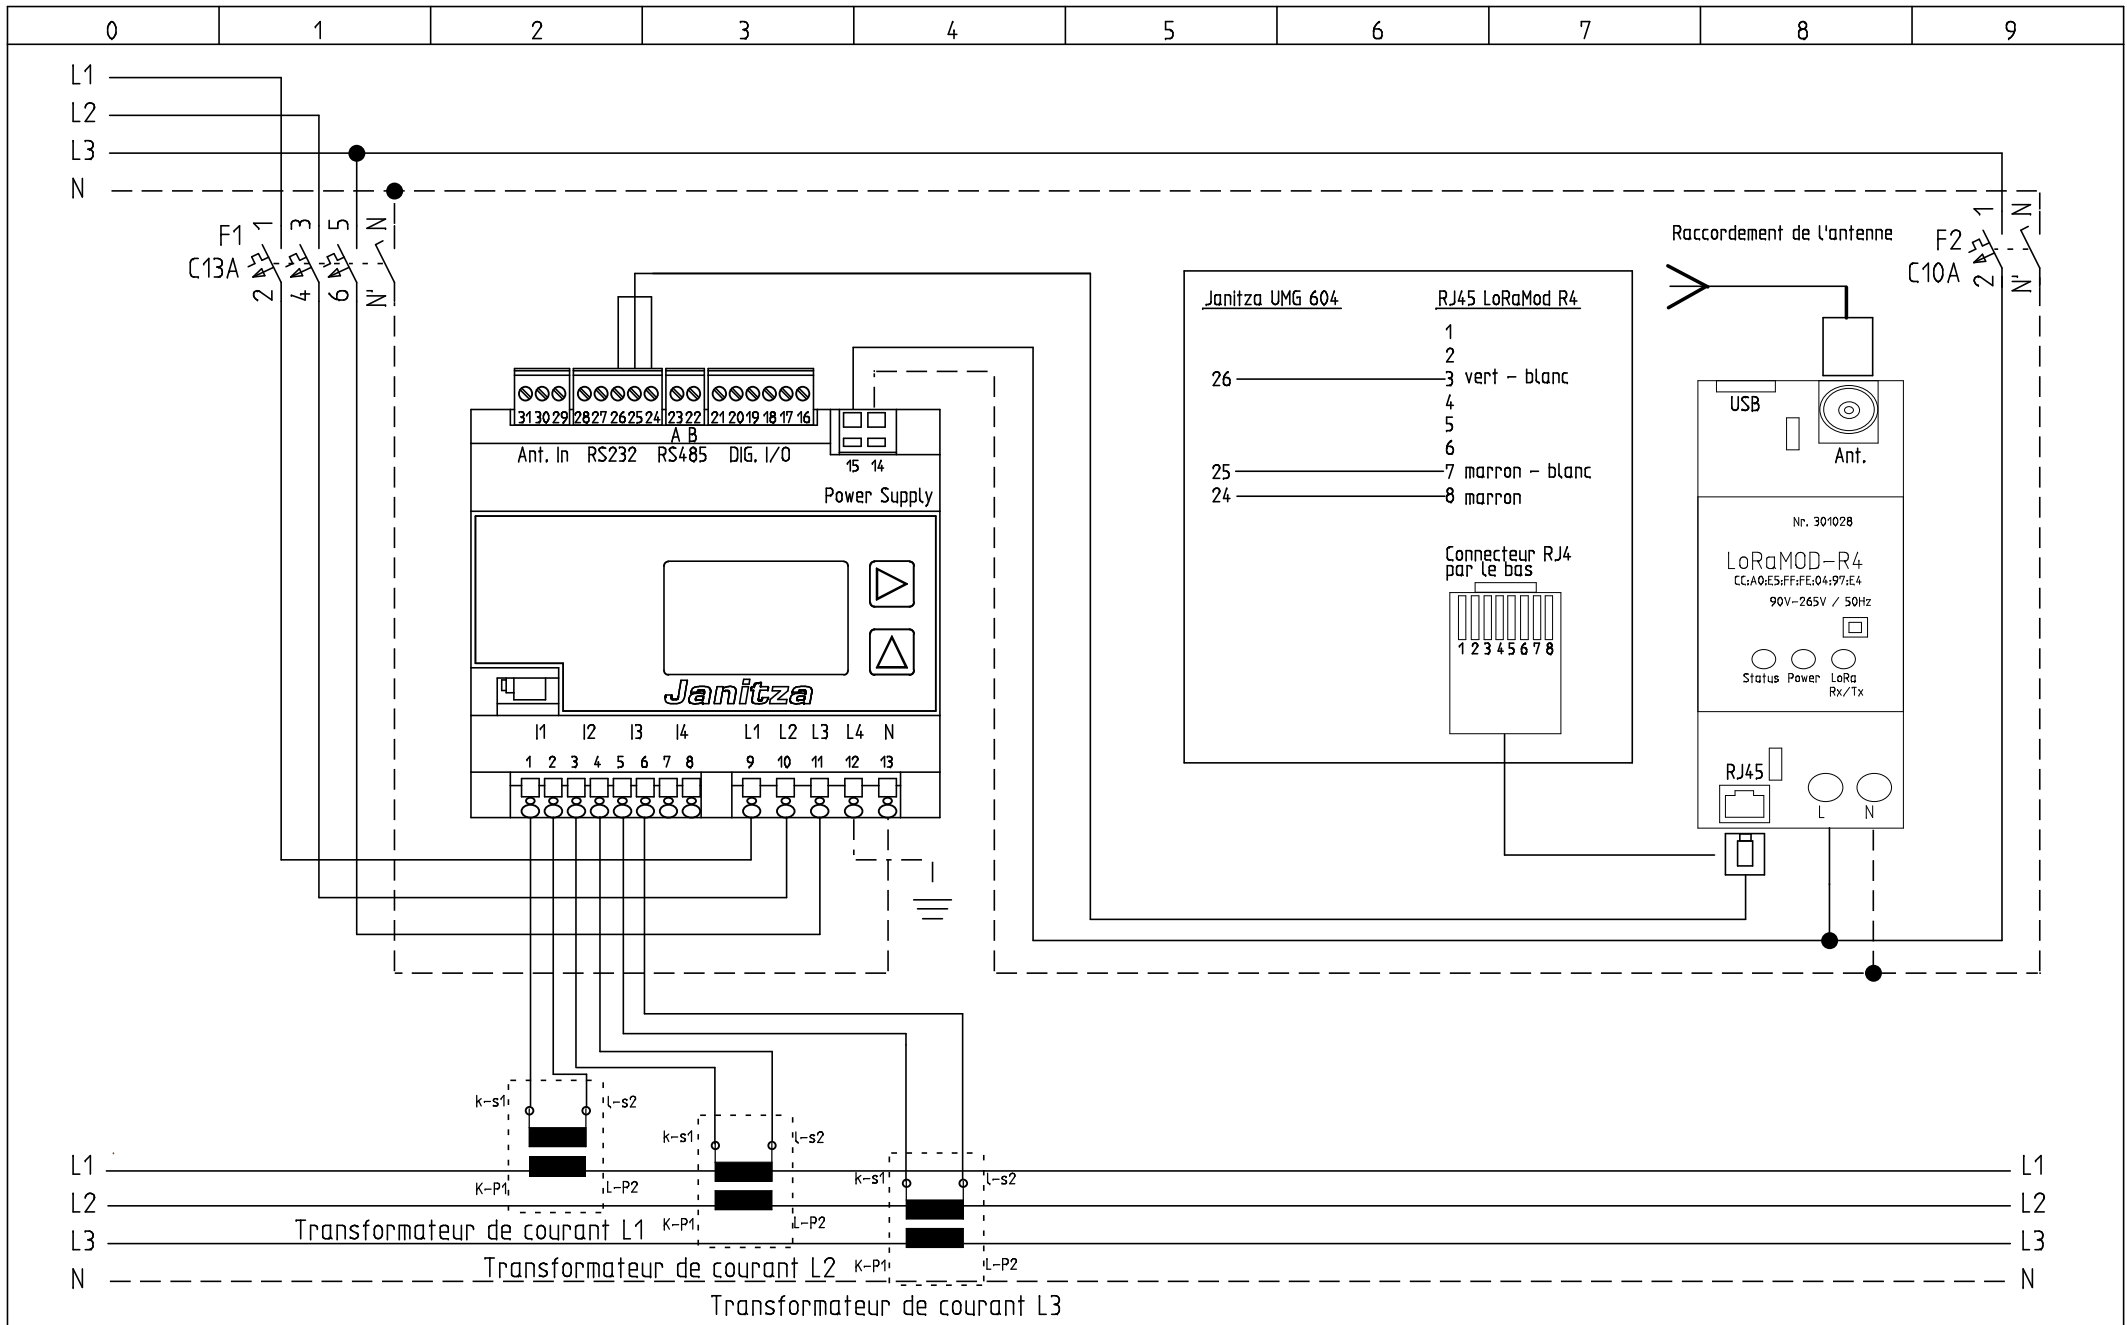 0 1 2 3 4 5 6 7 8 9
L1
L2
L3
N
F1
C13A
1 3 5 N
2 4 6 N'
F2
C10A
1 N
2 N'
Raccordement de l'antenne
Janitza UMG 604 RJ45 LoRaMod R4
1
2
26 3 vert - blanc
4
5
6
25 7 marron - blanc
24 8 marron
Connecteur RJ4
par le bas
1 2 3 4 5 6 7 8
31 30 29 28 27 26 25 24 23 22 21 20 19 18 17 16
A B
Ant. In RS232 RS485 DIG. I/O
15 14
Power Supply
Janitza
I1 I2 I3 I4 L1 L2 L3 L4 N
1 2 3 4 5 6 7 8 9 10 11 12 13
USB
Ant.
Nr. 301028
LoRaMOD-R4
CC:A0:E5:FF:FE:04:97:E4
90V-265V / 50Hz
Status Power LoRa
Rx/Tx
RJ45
L N
k-s1 l-s2
K-P1 L-P2
Transformateur de courant L1
k-s1 l-s2
K-P1 L-P2
Transformateur de courant L2
k-s1 l-s2
K-P1 L-P2
Transformateur de courant L3
L1 L1
L2 L2
L3 L3
N N